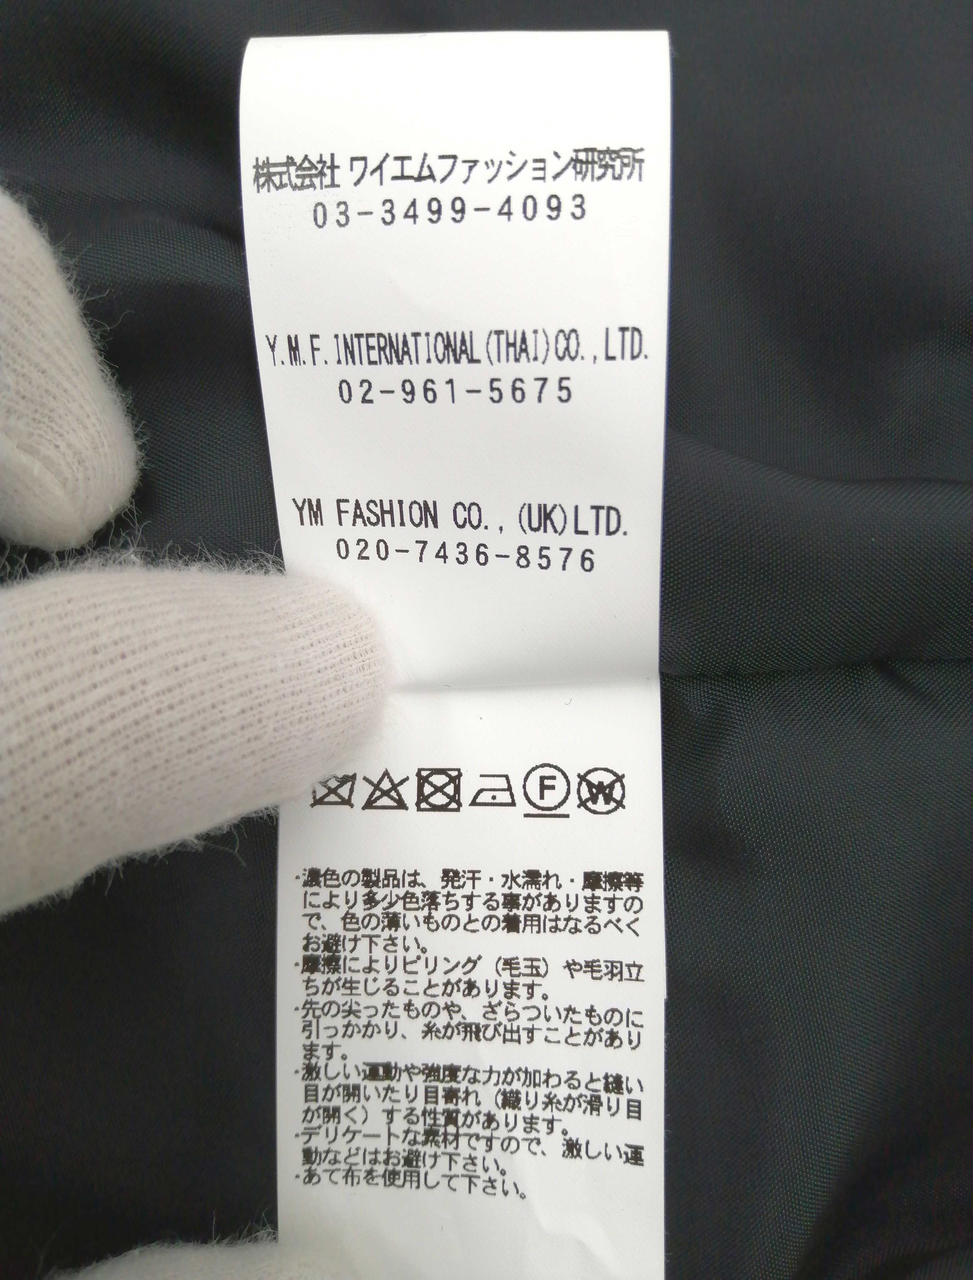 株式会社 ワイエムファッション研究所
03-3499-4093
Y.M.F.INTERNATIONAL(THAI)CO.,LTD.
02-961-5675
YM FASHION CO.,(UK)LTD.
020-7436-8576
F W
・濃色の製品は、発汗・水濡れ・摩擦等
により多少色落ちする事がありますの
で、色の薄いものとの着用はなるべく
お避け下さい。
・摩擦によりピリング（毛玉）や毛羽立
ちが生じることがあります。
・先の尖ったものや、ざらついたものに
引っかかり、糸が飛び出すことがあり
ます。
・激しい運動や強度な力が加わると縫い
目が開いたり目寄れ（織り糸が滑り目
が開く）する性質があります。
・デリケートな素材ですので、激しい運
動などはお避け下さい。
・あて布を使用して下さい。